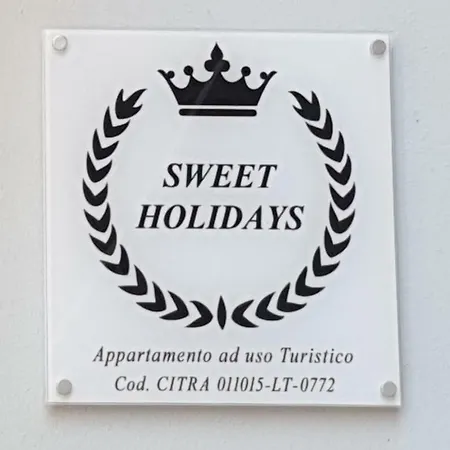 SWEET
HOLIDAYS
Appartamento ad uso Turistico
Cod. CITRA 011015-LT-0772